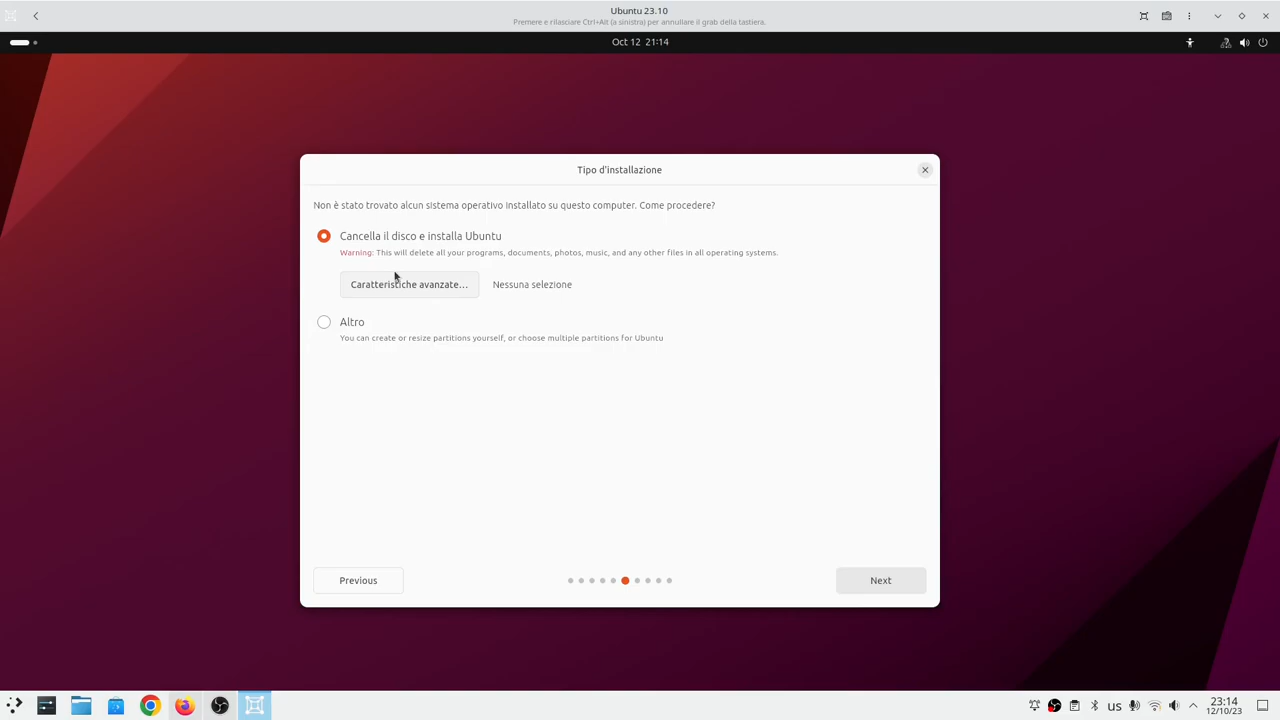 Ubuntu 23.10
Premere e rilasciare Ctrl+Alt (a sinistra) per annullare il grab della tastiera.
Oct 12 21:14
Tipo d'installazione
Non è stato trovato alcun sistema operativo installato su questo computer. Come procedere?
Cancella il disco e installa Ubuntu
Warning: This will delete all your programs, documents, photos, music, and any other files in all operating systems.
Caratteristiche avanzate... Nessuna selezione
Altro
You can create or resize partitions yourself, or choose multiple partitions for Ubuntu
Previous
Next
us
23:14
12/10/23